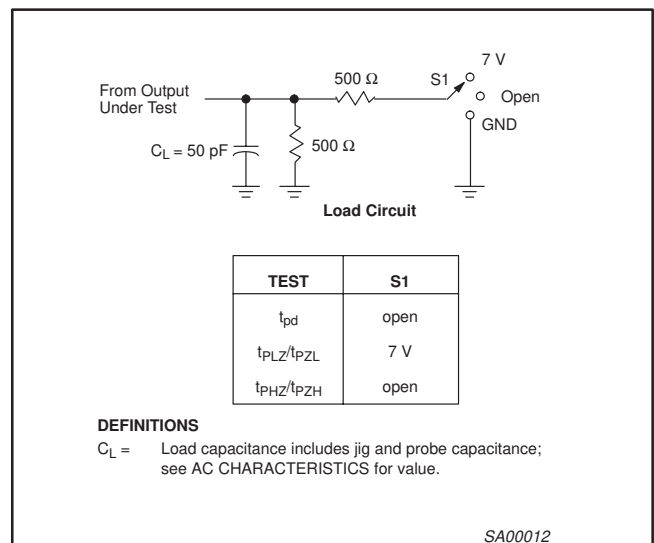 7 V
500 Ω
S1
From Output
Under Test
Open
GND
C_L = 50 pF
500 Ω
Load Circuit
TEST S1
t_pd open
t_PLZ/t_PZL 7 V
t_PHZ/t_PZH open
DEFINITIONS
C_L = Load capacitance includes jig and probe capacitance;
see AC CHARACTERISTICS for value.
SA00012